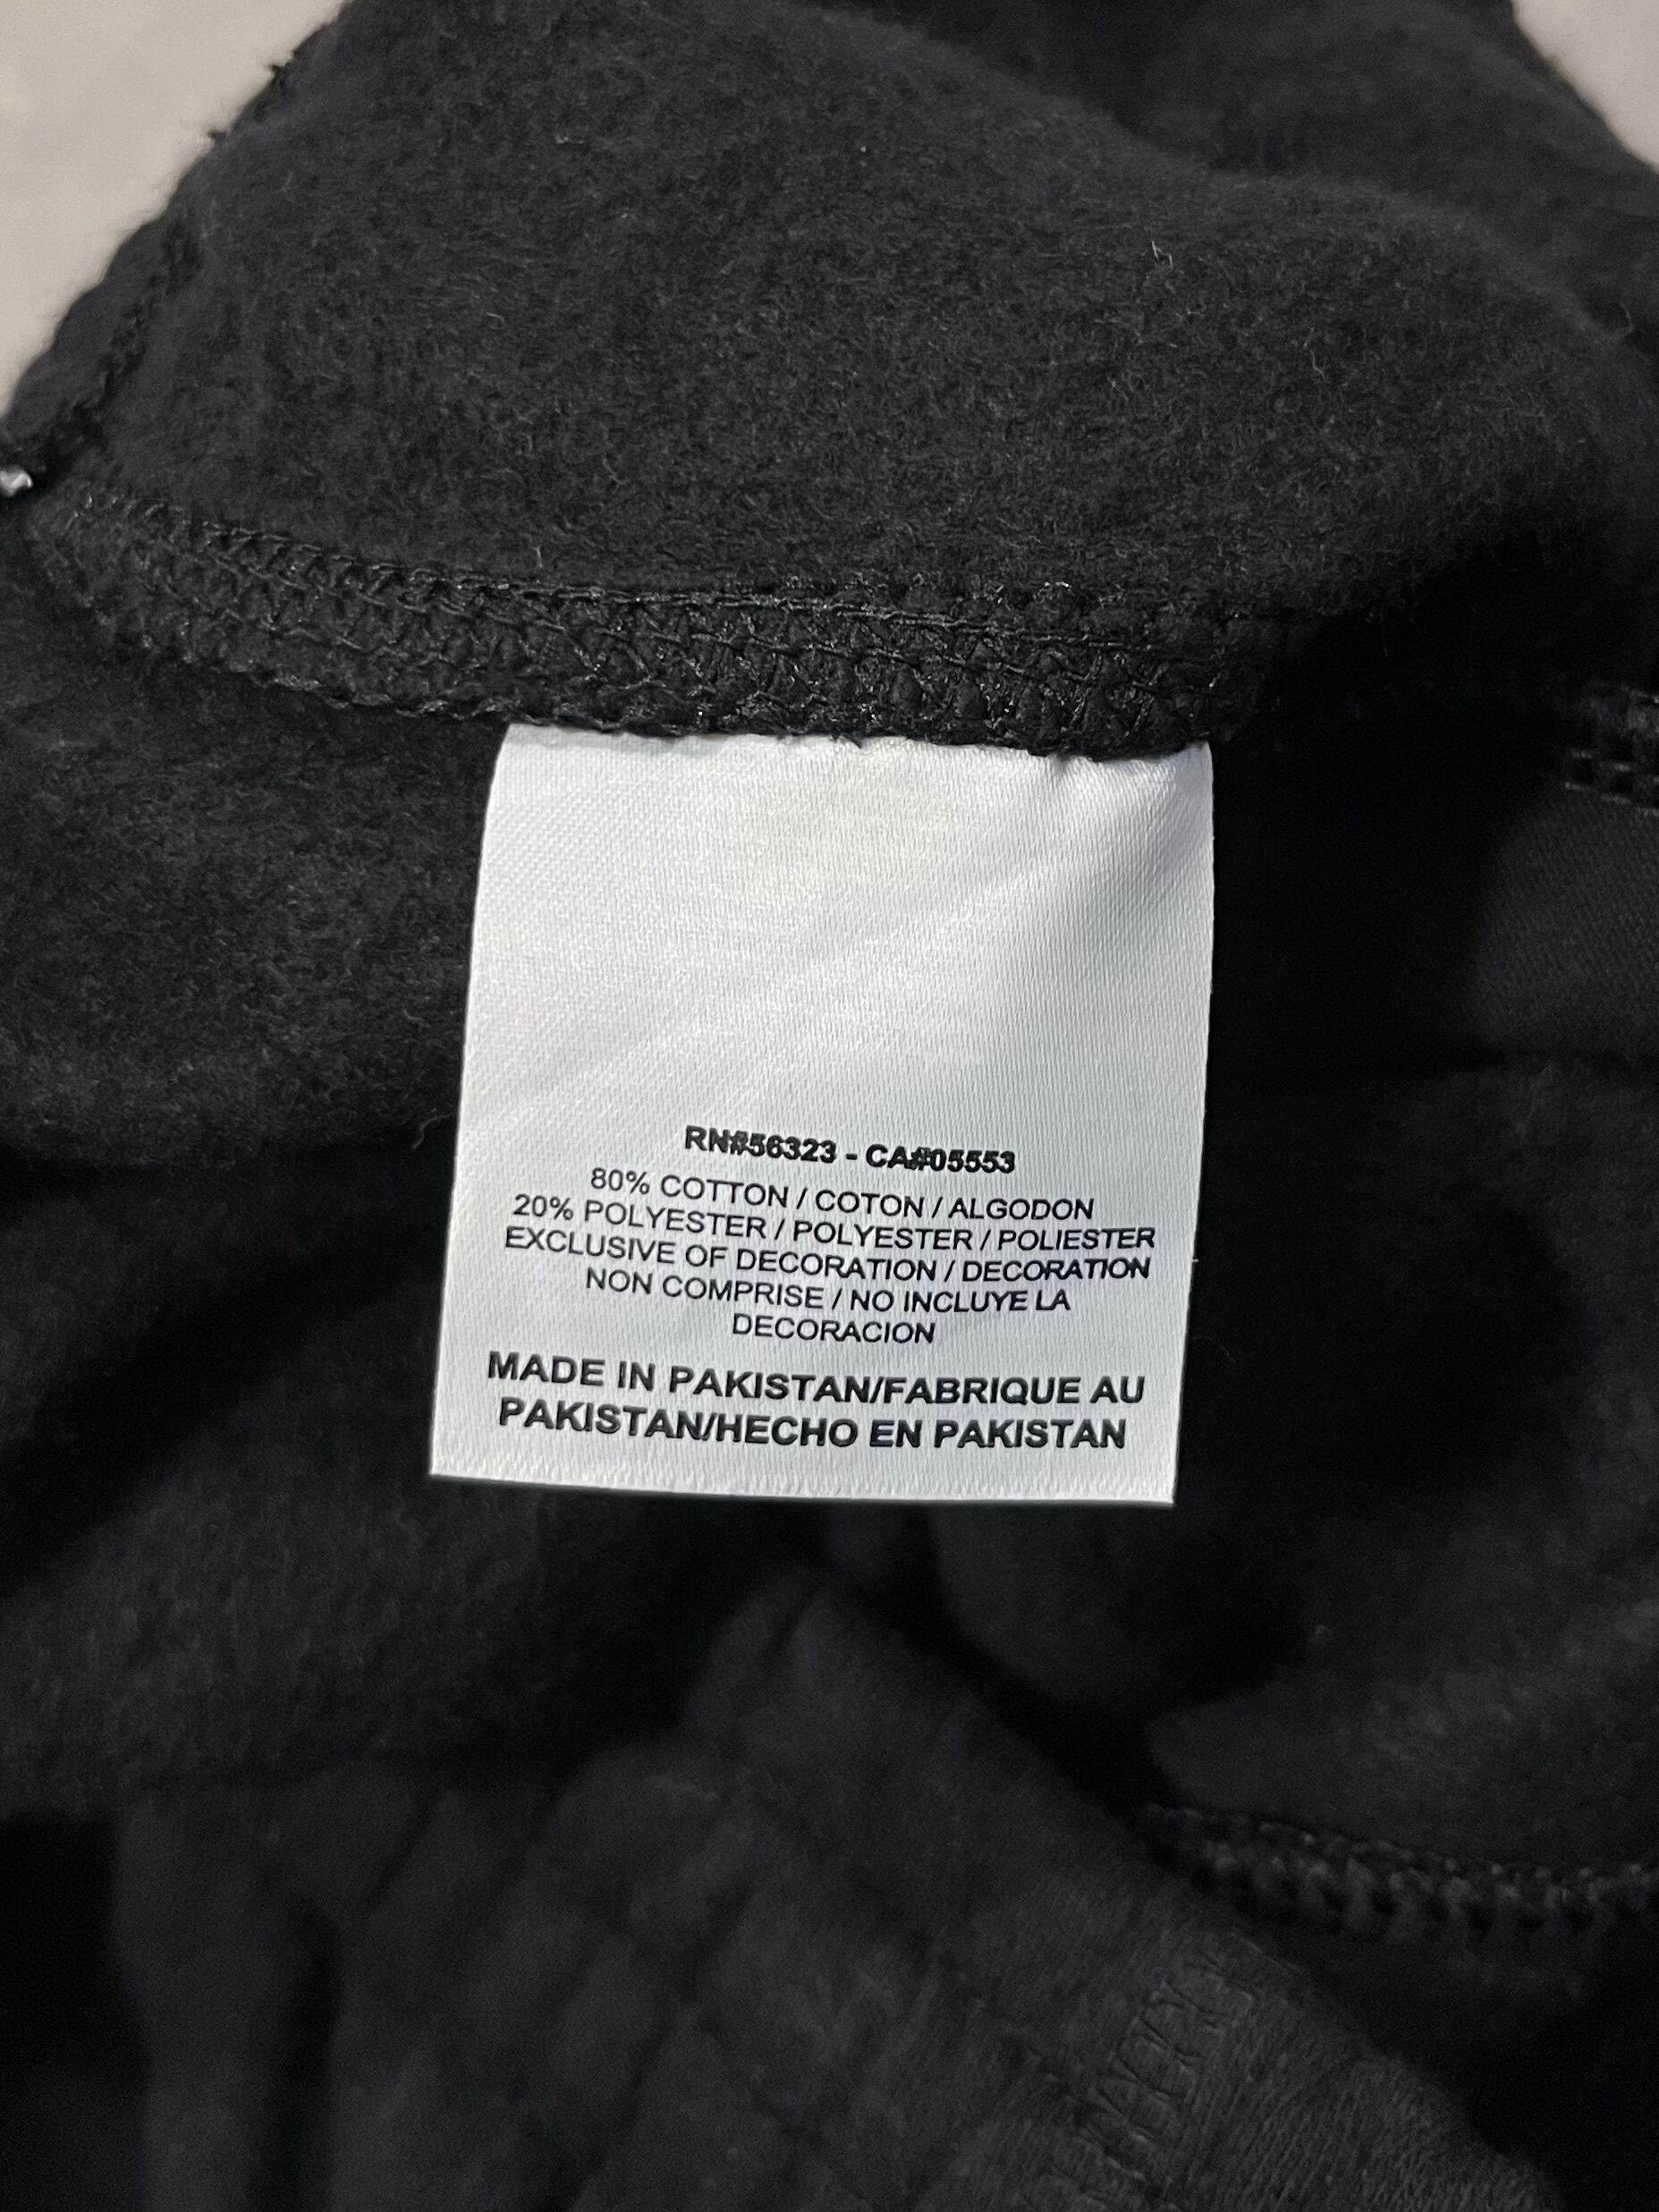 RN#56323 - CA#05553
80% COTTON / COTON / ALGODON
20% POLYESTER / POLYESTER / POLIESTER
EXCLUSIVE OF DECORATION / DECORATION
NON COMPRISE / NO INCLUYE LA
DECORACION
MADE IN PAKISTAN/FABRIQUE AU
PAKISTAN/HECHO EN PAKISTAN